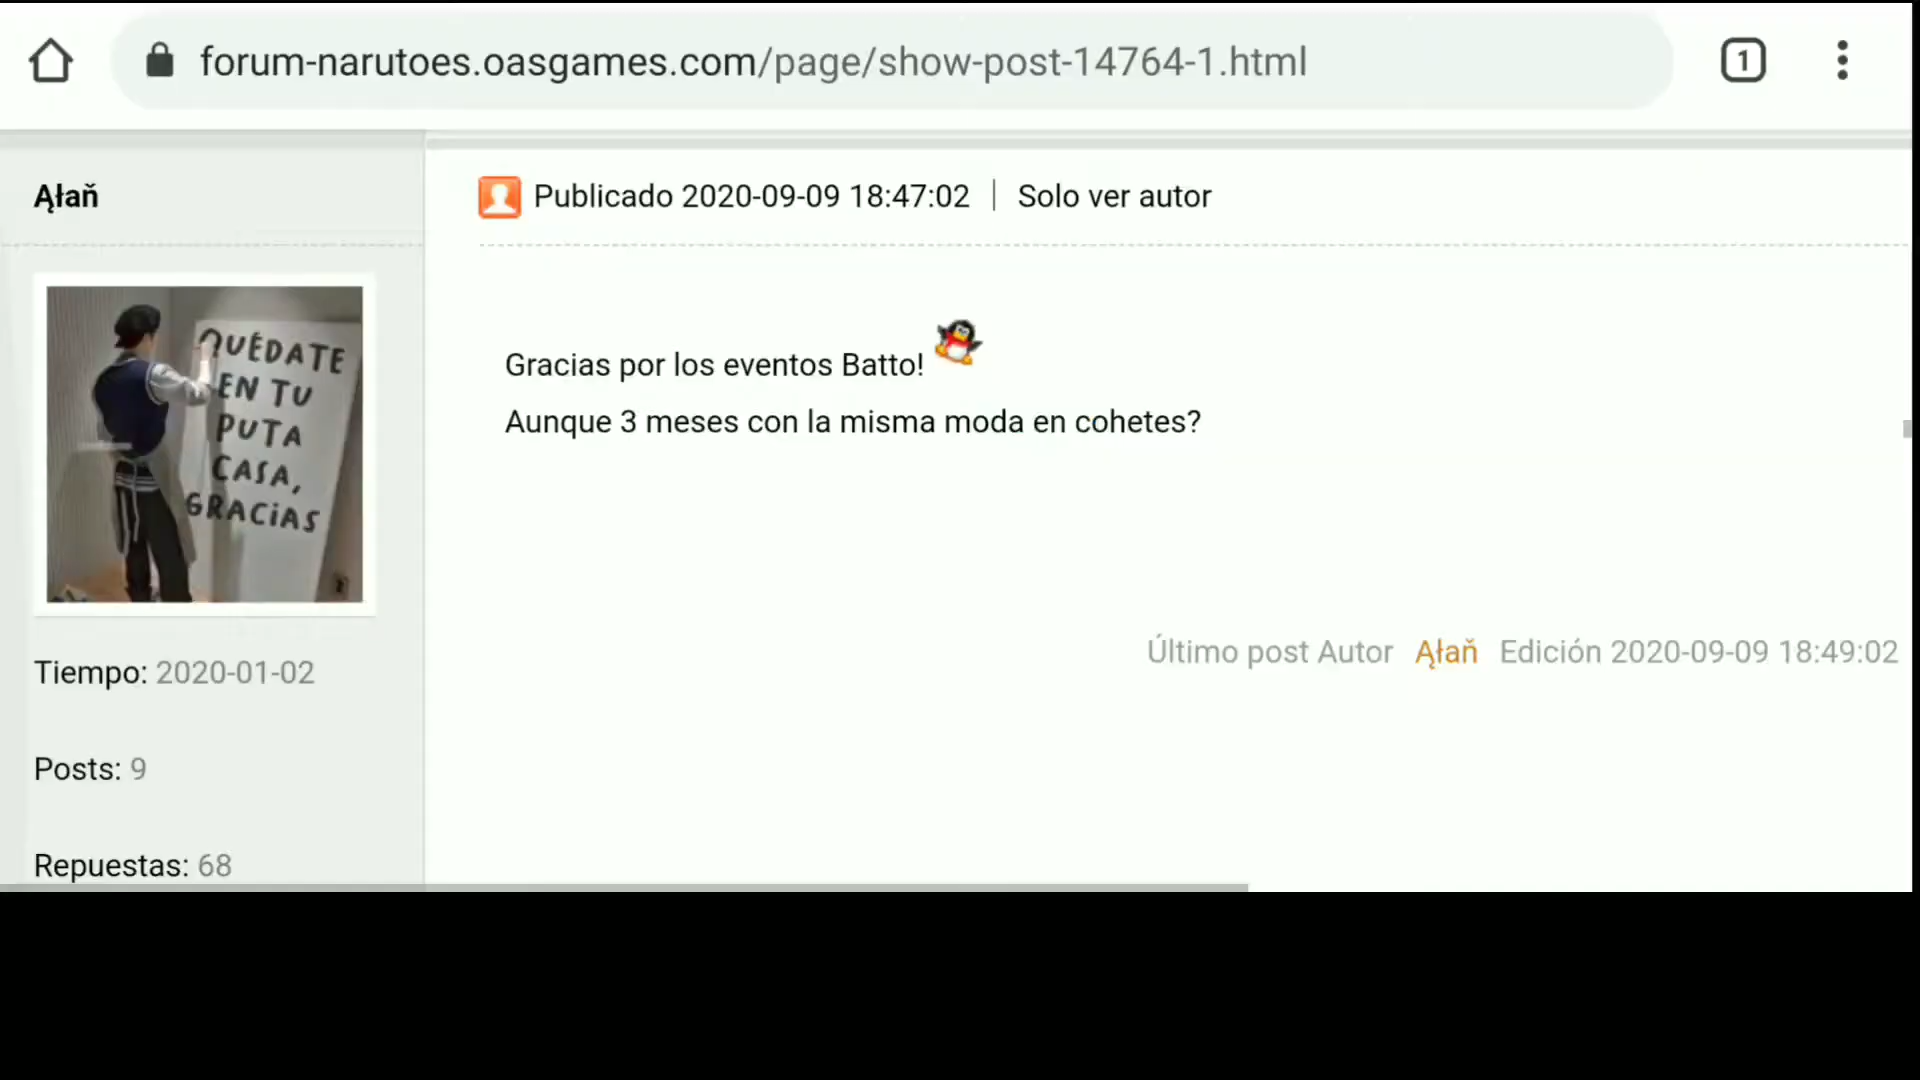 forum-narutoes.oasgames.com/page/show-post-14764-1.html
1
Ąłaň
Publicado 2020-09-09 18:47:02 | Solo ver autor
QUÉDATE
EN TU
PUTA
CASA,
GRACiAS
Gracias por los eventos Batto!
Aunque 3 meses con la misma moda en cohetes?
Último post Autor Ąłaň Edición 2020-09-09 18:49:02
Tiempo: 2020-01-02
Posts: 9
Repuestas: 68